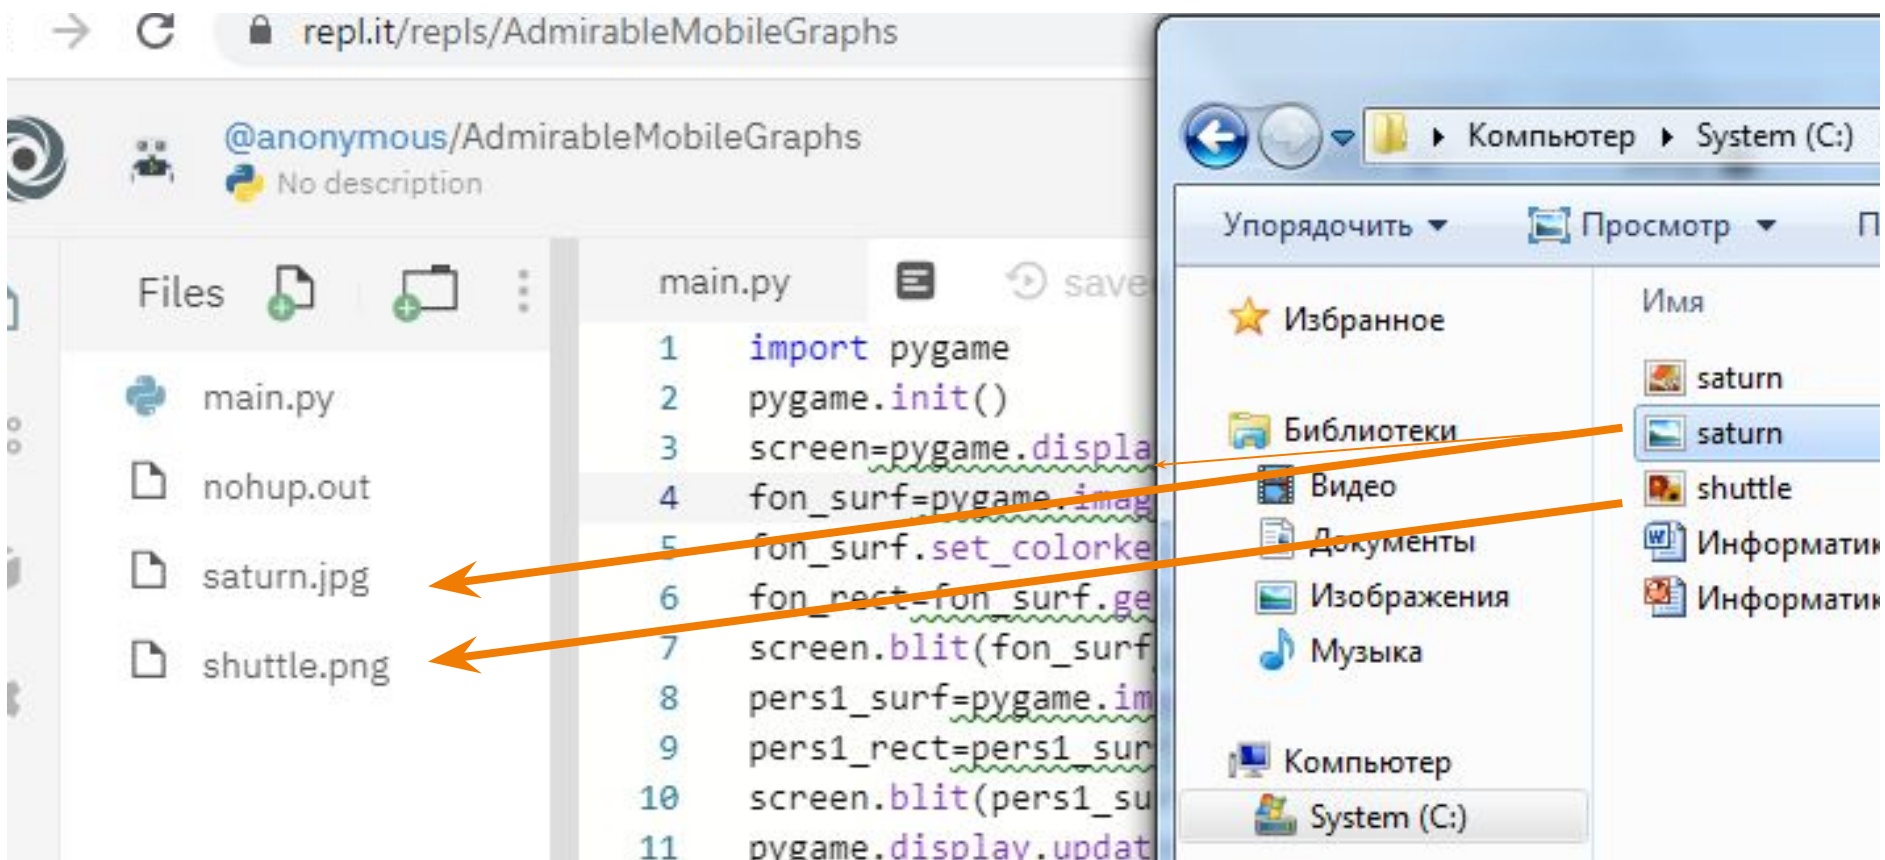 repl.it/repls/AdmirableMobileGraphs
@anonymous/AdmirableMobileGraphs
No description
Files
main.py
nohup.out
saturn.jpg
shuttle.png
main.py
save
1 import pygame
2 pygame.init()
3 screen=pygame.displa
4 fon_surf=pygame.imag
5 fon_surf.set_colorke
6 fon_rect=fon_surf.ge
7 screen.blit(fon_surf
8 pers1_surf=pygame.im
9 pers1_rect=pers1_sur
10 screen.blit(pers1_su
11 pygame.display.updat
Компьютер System (C:)
Упорядочить Просмотр П
Избранное
Библиотеки
Видео
Документы
Изображения
Музыка
Компьютер
System (C:)
Имя
saturn
saturn
shuttle
Информатик
Информатик